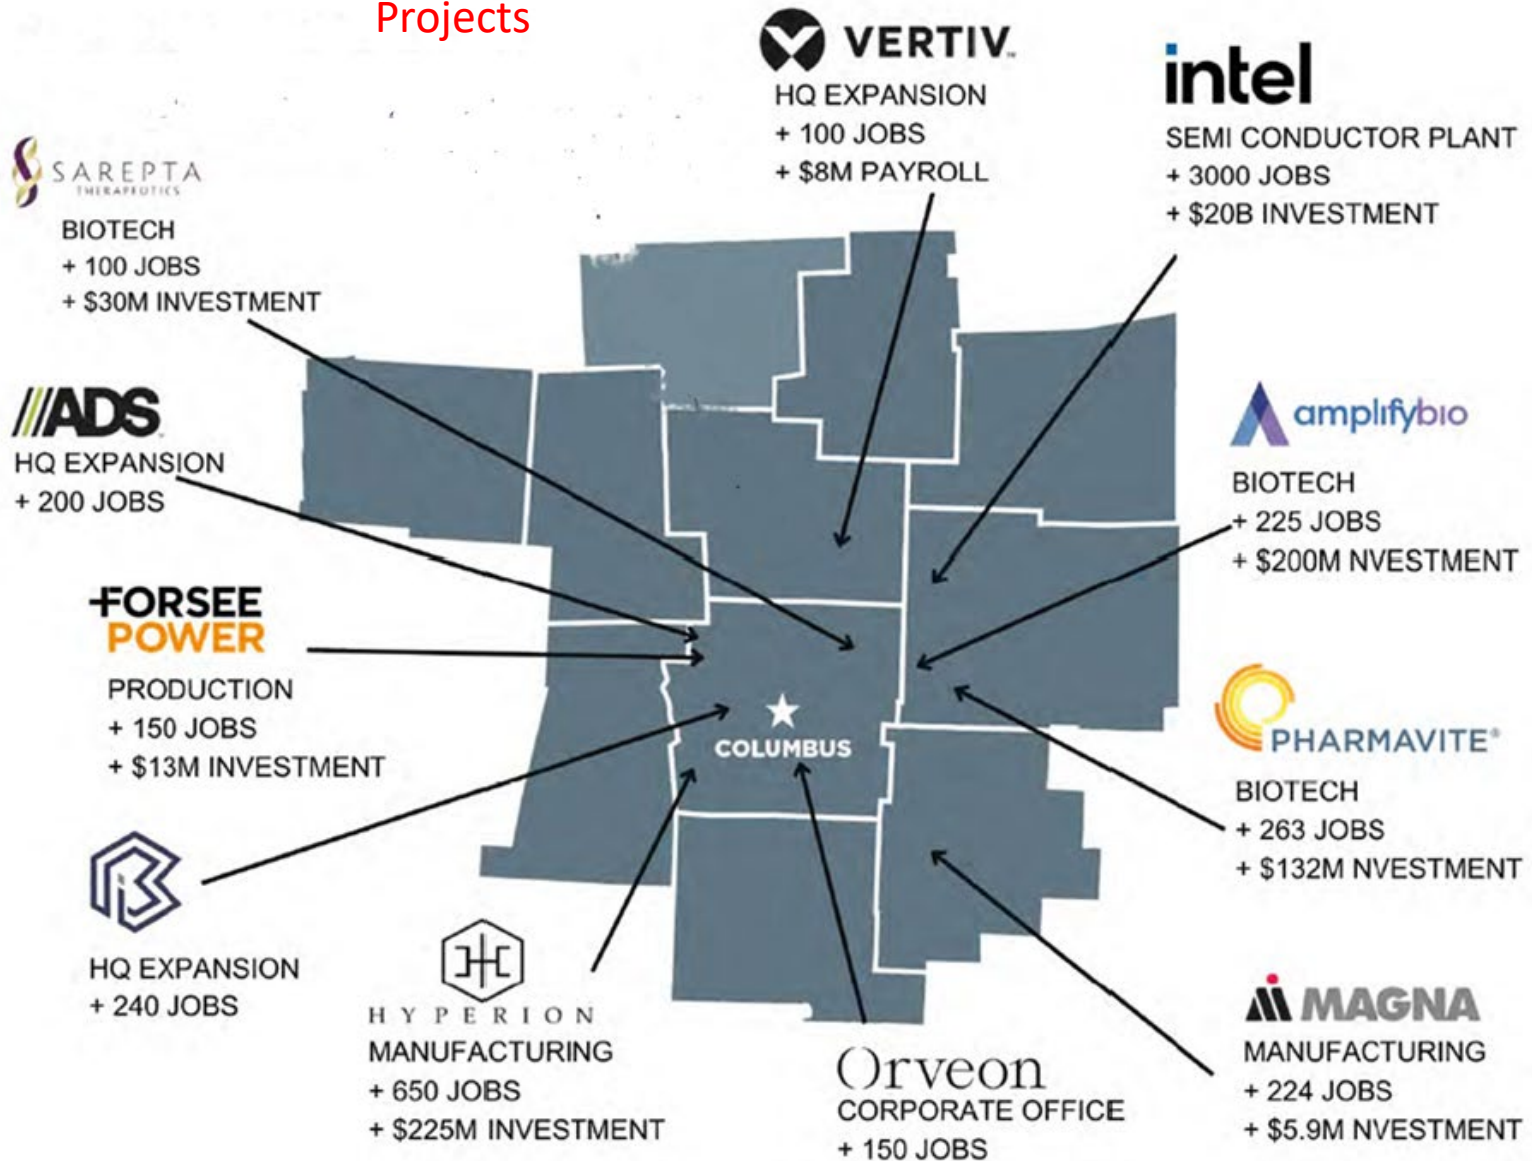 Projects
VERTIV™
HQ EXPANSION
+ 100 JOBS
+ $8M PAYROLL
intel
SEMI CONDUCTOR PLANT
+ 3000 JOBS
+ $20B INVESTMENT
SAREPTA
THERAPEUTICS
BIOTECH
+ 100 JOBS
+ $30M INVESTMENT
ADS
HQ EXPANSION
+ 200 JOBS
amplifybio
BIOTECH
+ 225 JOBS
+ $200M NVESTMENT
FORSEE
POWER
PRODUCTION
+ 150 JOBS
+ $13M INVESTMENT
COLUMBUS
PHARMAVITE®
BIOTECH
+ 263 JOBS
+ $132M NVESTMENT
HQ EXPANSION
+ 240 JOBS
HYPERION
MANUFACTURING
+ 650 JOBS
+ $225M INVESTMENT
Orveon
CORPORATE OFFICE
+ 150 JOBS
MAGNA
MANUFACTURING
+ 224 JOBS
+ $5.9M NVESTMENT